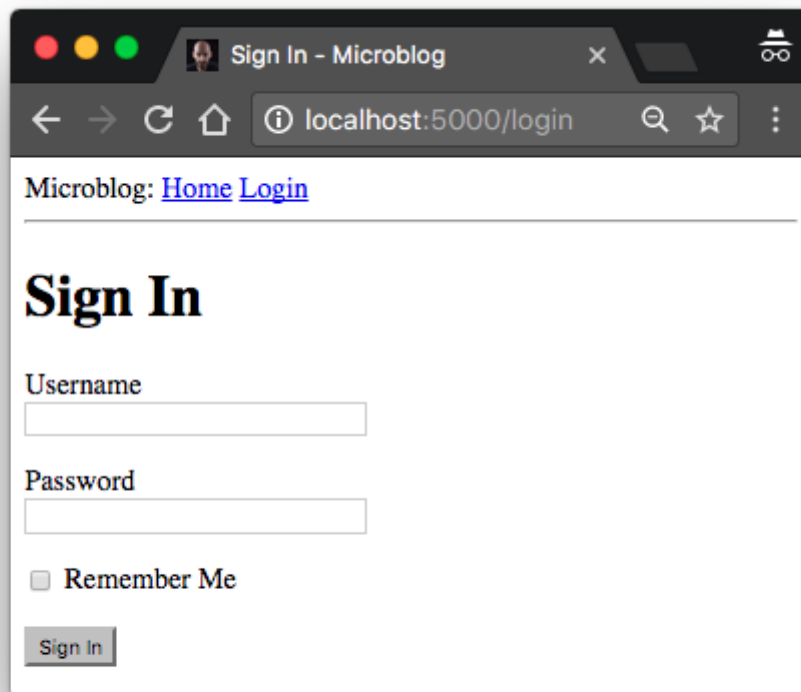 Sign In - Microblog
localhost:5000/login
Microblog: Home Login
Sign In
Username
Password
Remember Me
Sign In